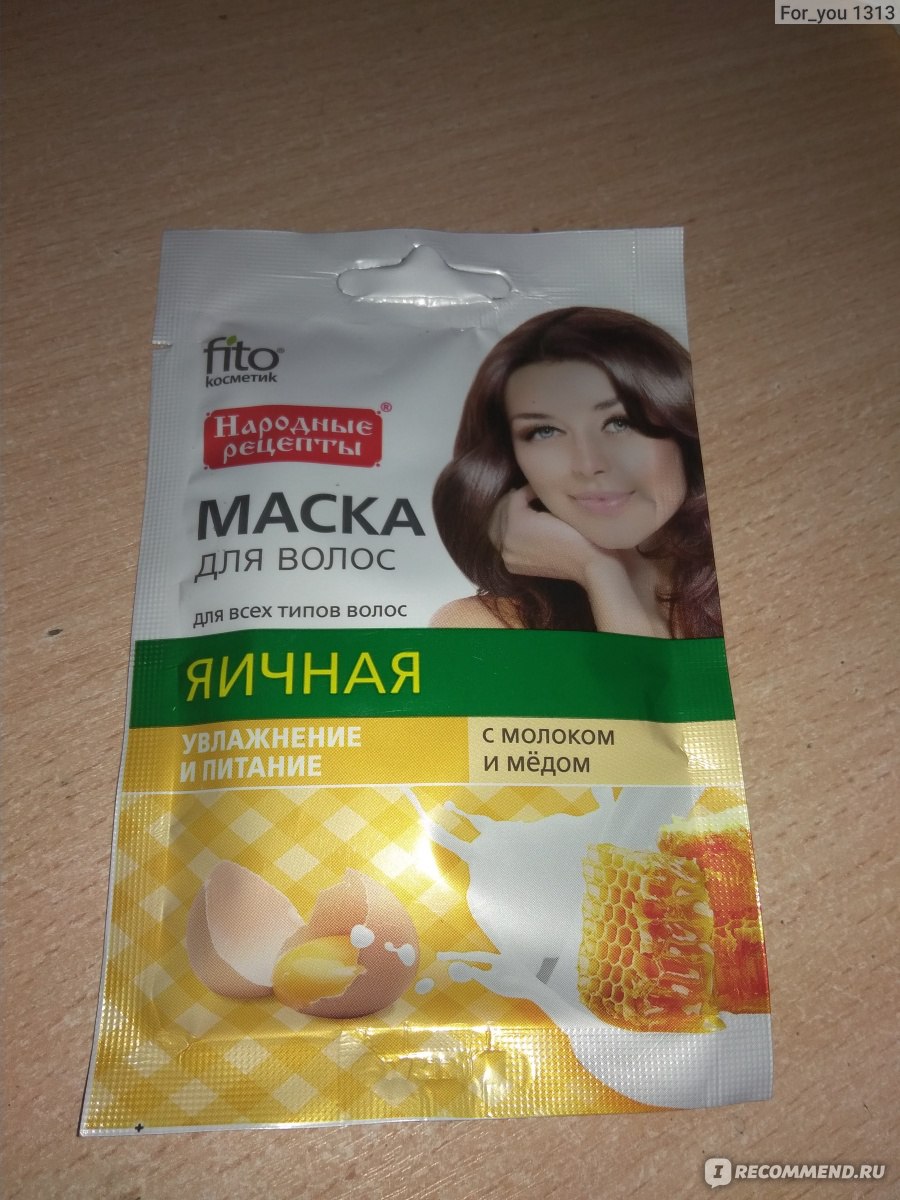 For_you 1313
fito®
косметик
Народные®
рецепты
МАСКА
ДЛЯ ВОЛОС
для всех типов волос
ЯИЧНАЯ
УВЛАЖНЕНИЕ
И ПИТАНИЕ
с молоком
и мёдом
IRECOMMEND.RU